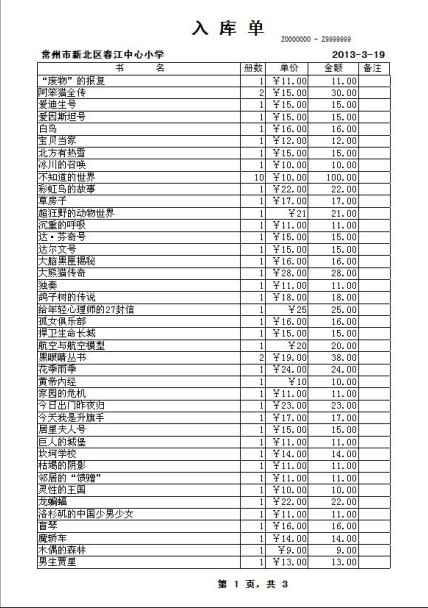 入 库 单
Z0000000 - Z9999999
常州市新北区春江中心小学 2013-3-19
书 名 册数 单价 金额 备注
“废物”的报复 1 ￥11.00 11.00
阿笨猫全传 2 ￥15.00 30.00
爱迪生号 1 ￥15.00 15.00
爱因斯坦号 1 ￥15.00 15.00
白鸟 1 ￥16.00 16.00
宝贝当家 1 ￥12.00 12.00
北方有热雪 1 ￥15.00 15.00
冰川的召唤 1 ￥10.00 10.00
不知道的世界 10 ￥10.00 100.00
彩虹鸟的故事 1 ￥22.00 22.00
草房子 1 ￥17.00 17.00
超狂野的动物世界 1 ￥21 21.00
沉重的呼吸 1 ￥11.00 11.00
达·芬奇号 1 ￥15.00 15.00
达尔文号 1 ￥15.00 15.00
大脑黑匣揭秘 1 ￥16.00 16.00
大熊猫传奇 1 ￥28.00 28.00
独奏 1 ￥11.00 11.00
鸽子树的传说 1 ￥18.00 18.00
给年轻心理师的27封信 1 ￥25 25.00
孤女俱乐部 1 ￥16.00 16.00
捍卫生命长城 1 ￥15.00 15.00
航空与航空模型 1 ￥20 20.00
黑眼睛丛书 2 ￥19.00 38.00
花季雨季 1 ￥24.00 24.00
黄帝内经 1 ￥10 10.00
家园的危机 1 ￥11.00 11.00
今日出门昨夜归 1 ￥23.00 23.00
今天我是升旗手 1 ￥17.00 17.00
居里夫人号 1 ￥15.00 15.00
巨人的城堡 1 ￥11.00 11.00
坎坷学校 1 ￥14.00 14.00
枯竭的阴影 1 ￥11.00 11.00
邻居的“馈赠” 1 ￥11.00 11.00
灵性的王国 1 ￥10.00 10.00
龙蝙蝠 1 ￥22.00 22.00
洛杉矶的中国少男少女 1 ￥11.00 11.00
盲琴 1 ￥16.00 16.00
魔轿车 1 ￥14.00 14.00
木偶的森林 1 ￥9.00 9.00
男生贾里 1 ￥13.00 13.00
第 1 页，共 3